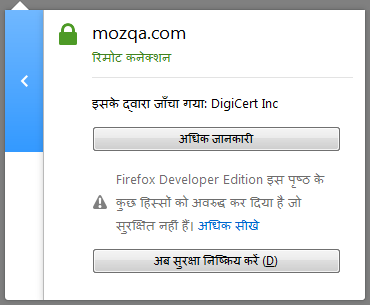 mozqa.com
रिमोट कनेक्शन
इसके द्वारा जाँचा गया: DigiCert Inc
अधिक जानकारी
Firefox Developer Edition इस पृष्ठ के
कुछ हिस्सों को अवरुद्ध कर दिया है जो
सुरक्षित नहीं हैं। अधिक सीखे
अब सुरक्षा निष्क्रिय करें (D)